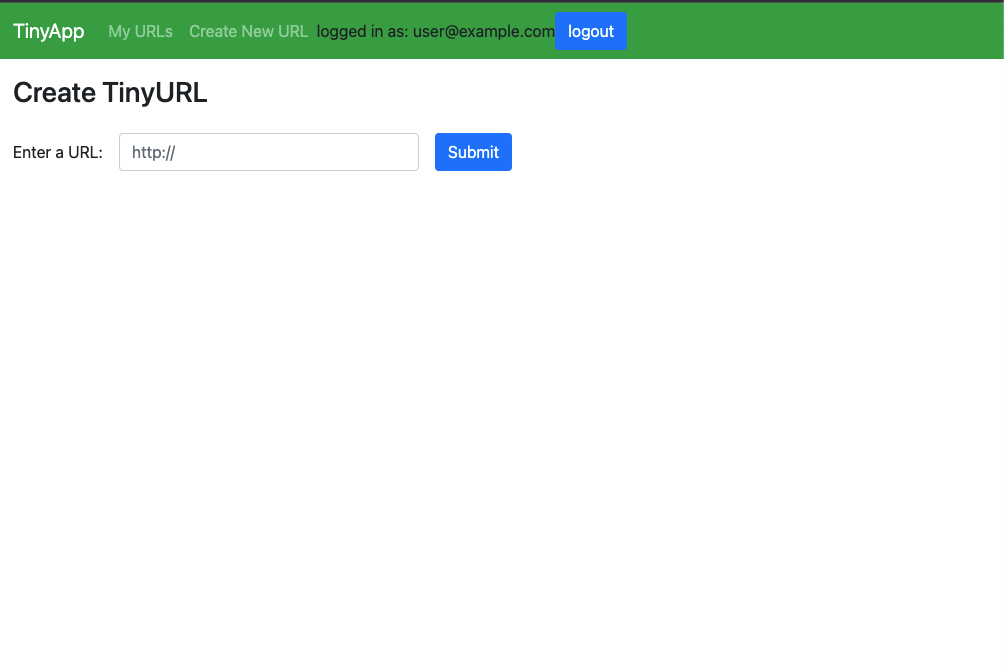 TinyApp My URLs Create New URL logged in as: user@example.com logout
Create TinyURL
Enter a URL: http:// Submit